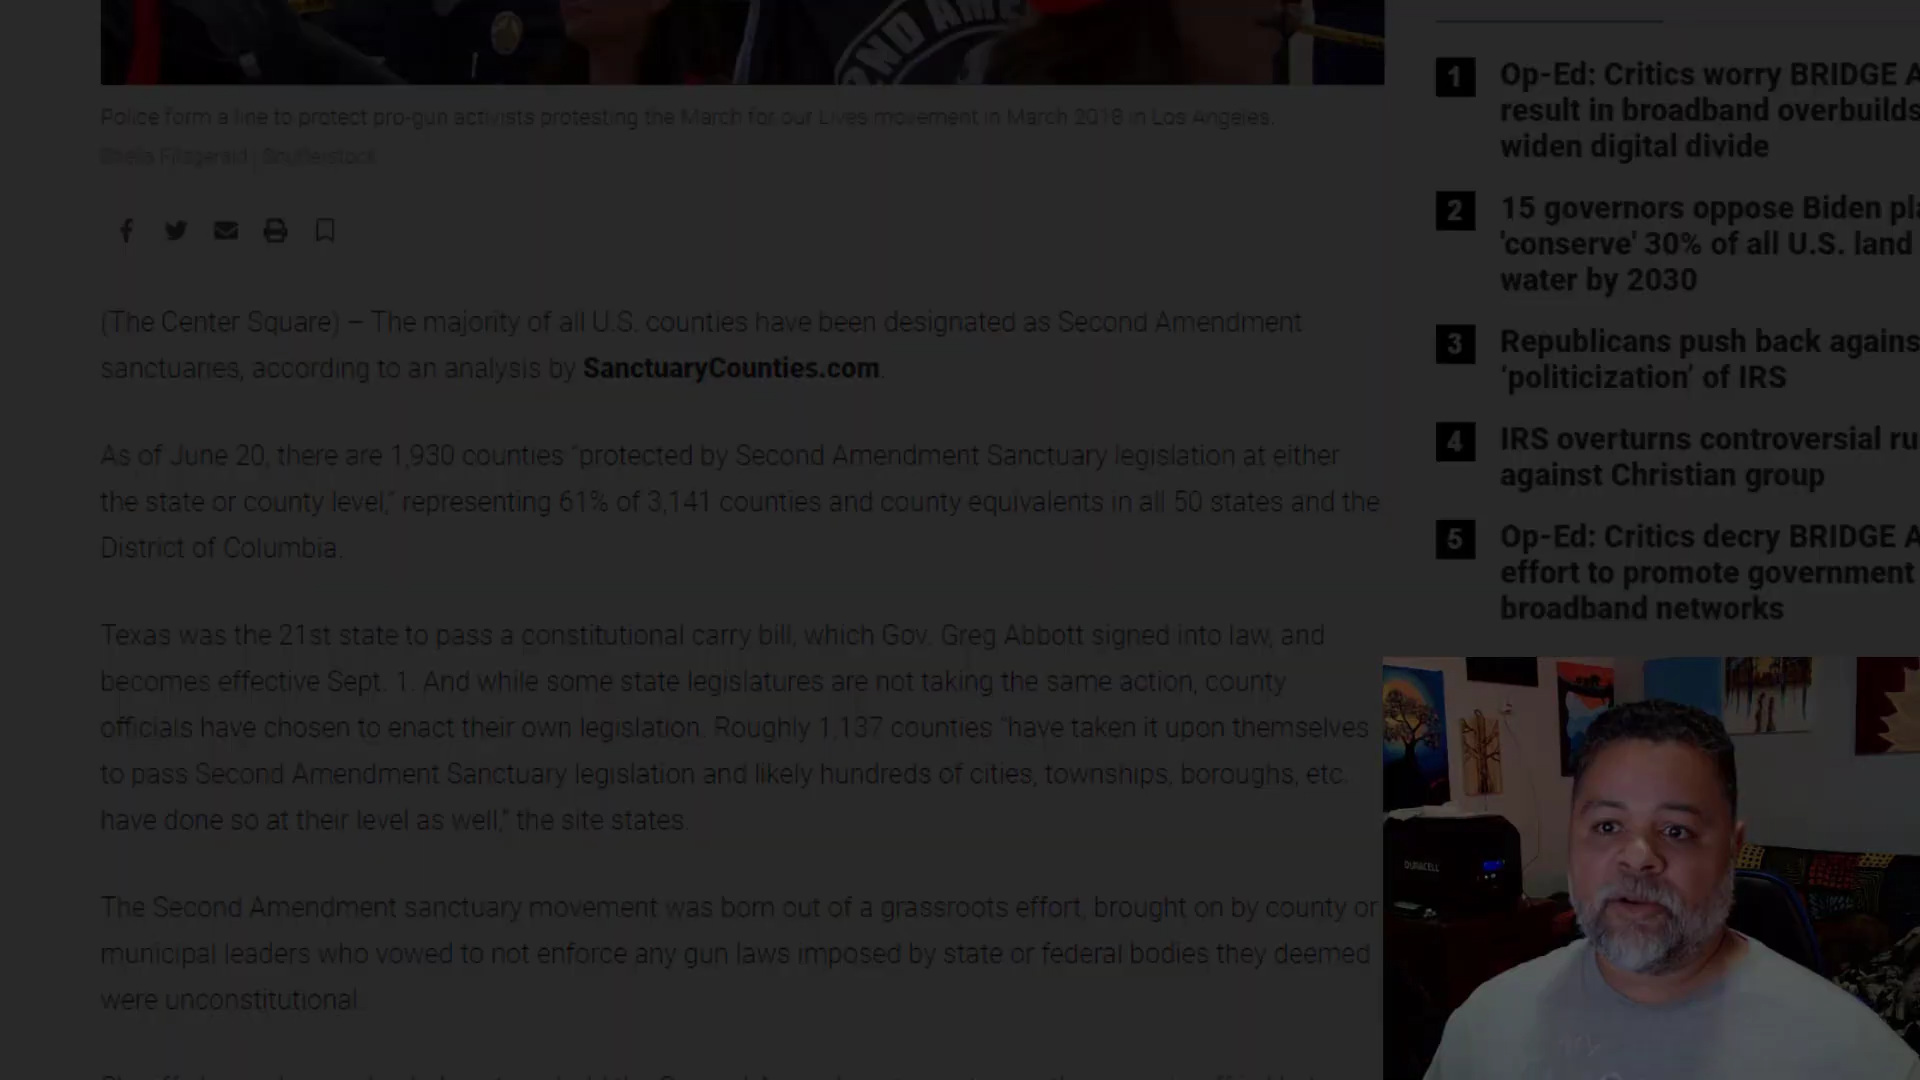 OND AME
Police form a line to protect pro-gun activists protesting the March for our Lives movement in March 2018 in Los Angeles.
Sheila Fitzgerald | Shutterstock
(The Center Square) – The majority of all U.S. counties have been designated as Second Amendment
sanctuaries, according to an analysis by SanctuaryCounties.com.
As of June 20, there are 1,930 counties “protected by Second Amendment Sanctuary legislation at either
the state or county level,” representing 61% of 3,141 counties and county equivalents in all 50 states and the
District of Columbia.
Texas was the 21st state to pass a constitutional carry bill, which Gov. Greg Abbott signed into law, and
becomes effective Sept. 1. And while some state legislatures are not taking the same action, county
officials have chosen to enact their own legislation. Roughly 1,137 counties “have taken it upon themselves
to pass Second Amendment Sanctuary legislation and likely hundreds of cities, townships, boroughs, etc.
have done so at their level as well,” the site states.
The Second Amendment sanctuary movement was born out of a grassroots effort, brought on by county or
municipal leaders who vowed to not enforce any gun laws imposed by state or federal bodies they deemed
were unconstitutional.
1 Op-Ed: Critics worry BRIDGE A
result in broadband overbuilds
widen digital divide
2 15 governors oppose Biden pla
'conserve' 30% of all U.S. land
water by 2030
3 Republicans push back agains
‘politicization’ of IRS
4 IRS overturns controversial ru
against Christian group
5 Op-Ed: Critics decry BRIDGE A
effort to promote government
broadband networks
DURACELL